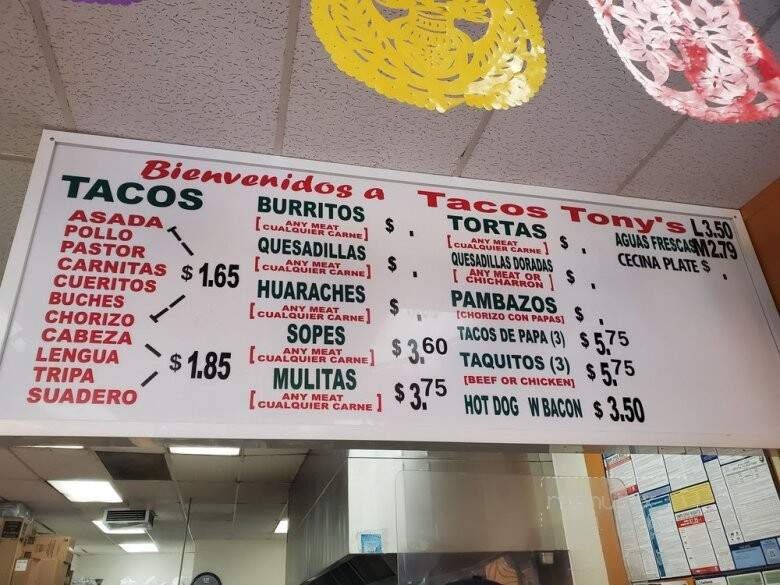 Bienvenidos a Tacos Tony's
TACOS
ASADA
POLLO
PASTOR
CARNITAS
CUERITOS
BUCHES
CHORIZO
$ 1.65
CABEZA
LENGUA
TRIPA
SUADERO
$ 1.85
BURRITOS $ .
[ANY MEAT
CUALQUIER CARNE]
QUESADILLAS $ .
[ANY MEAT
CUALQUIER CARNE]
HUARACHES $ .
[ANY MEAT
CUALQUIER CARNE]
SOPES $ 3.60
[ANY MEAT
CUALQUIER CARNE]
MULITAS $ 3.75
[ANY MEAT
CUALQUIER CARNE]
TORTAS $ .
[ANY MEAT
CUALQUIER CARNE]
QUESADILLAS DORADAS $ .
[ANY MEAT OR
CHICHARRON]
PAMBAZOS $ .
[CHORIZO CON PAPAS]
TACOS DE PAPA (3) $ 5.75
TAQUITOS (3) $ 5.75
[BEEF OR CHICKEN]
HOT DOG W BACON $ 3.50
L3.50
AGUAS FRESCAS M2.79
CECINA PLATE $ .